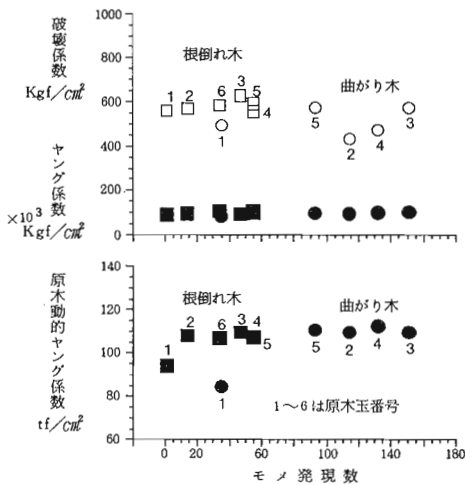 破壊係数
Kgf/cm²
ヤング係数
×10³
Kgf/cm²
1000
800
600
400
200
0
根倒れ木
曲がり木
1 2 6 3 5 4
1
5 2 4 3
原木動的ヤング係数
tf/cm²
140
120
100
80
60
根倒れ木
曲がり木
1 2 6 3 4 5
1
5 2 4 3
1～6は原木玉番号
0 20 60 100 140 180
モメ発現数